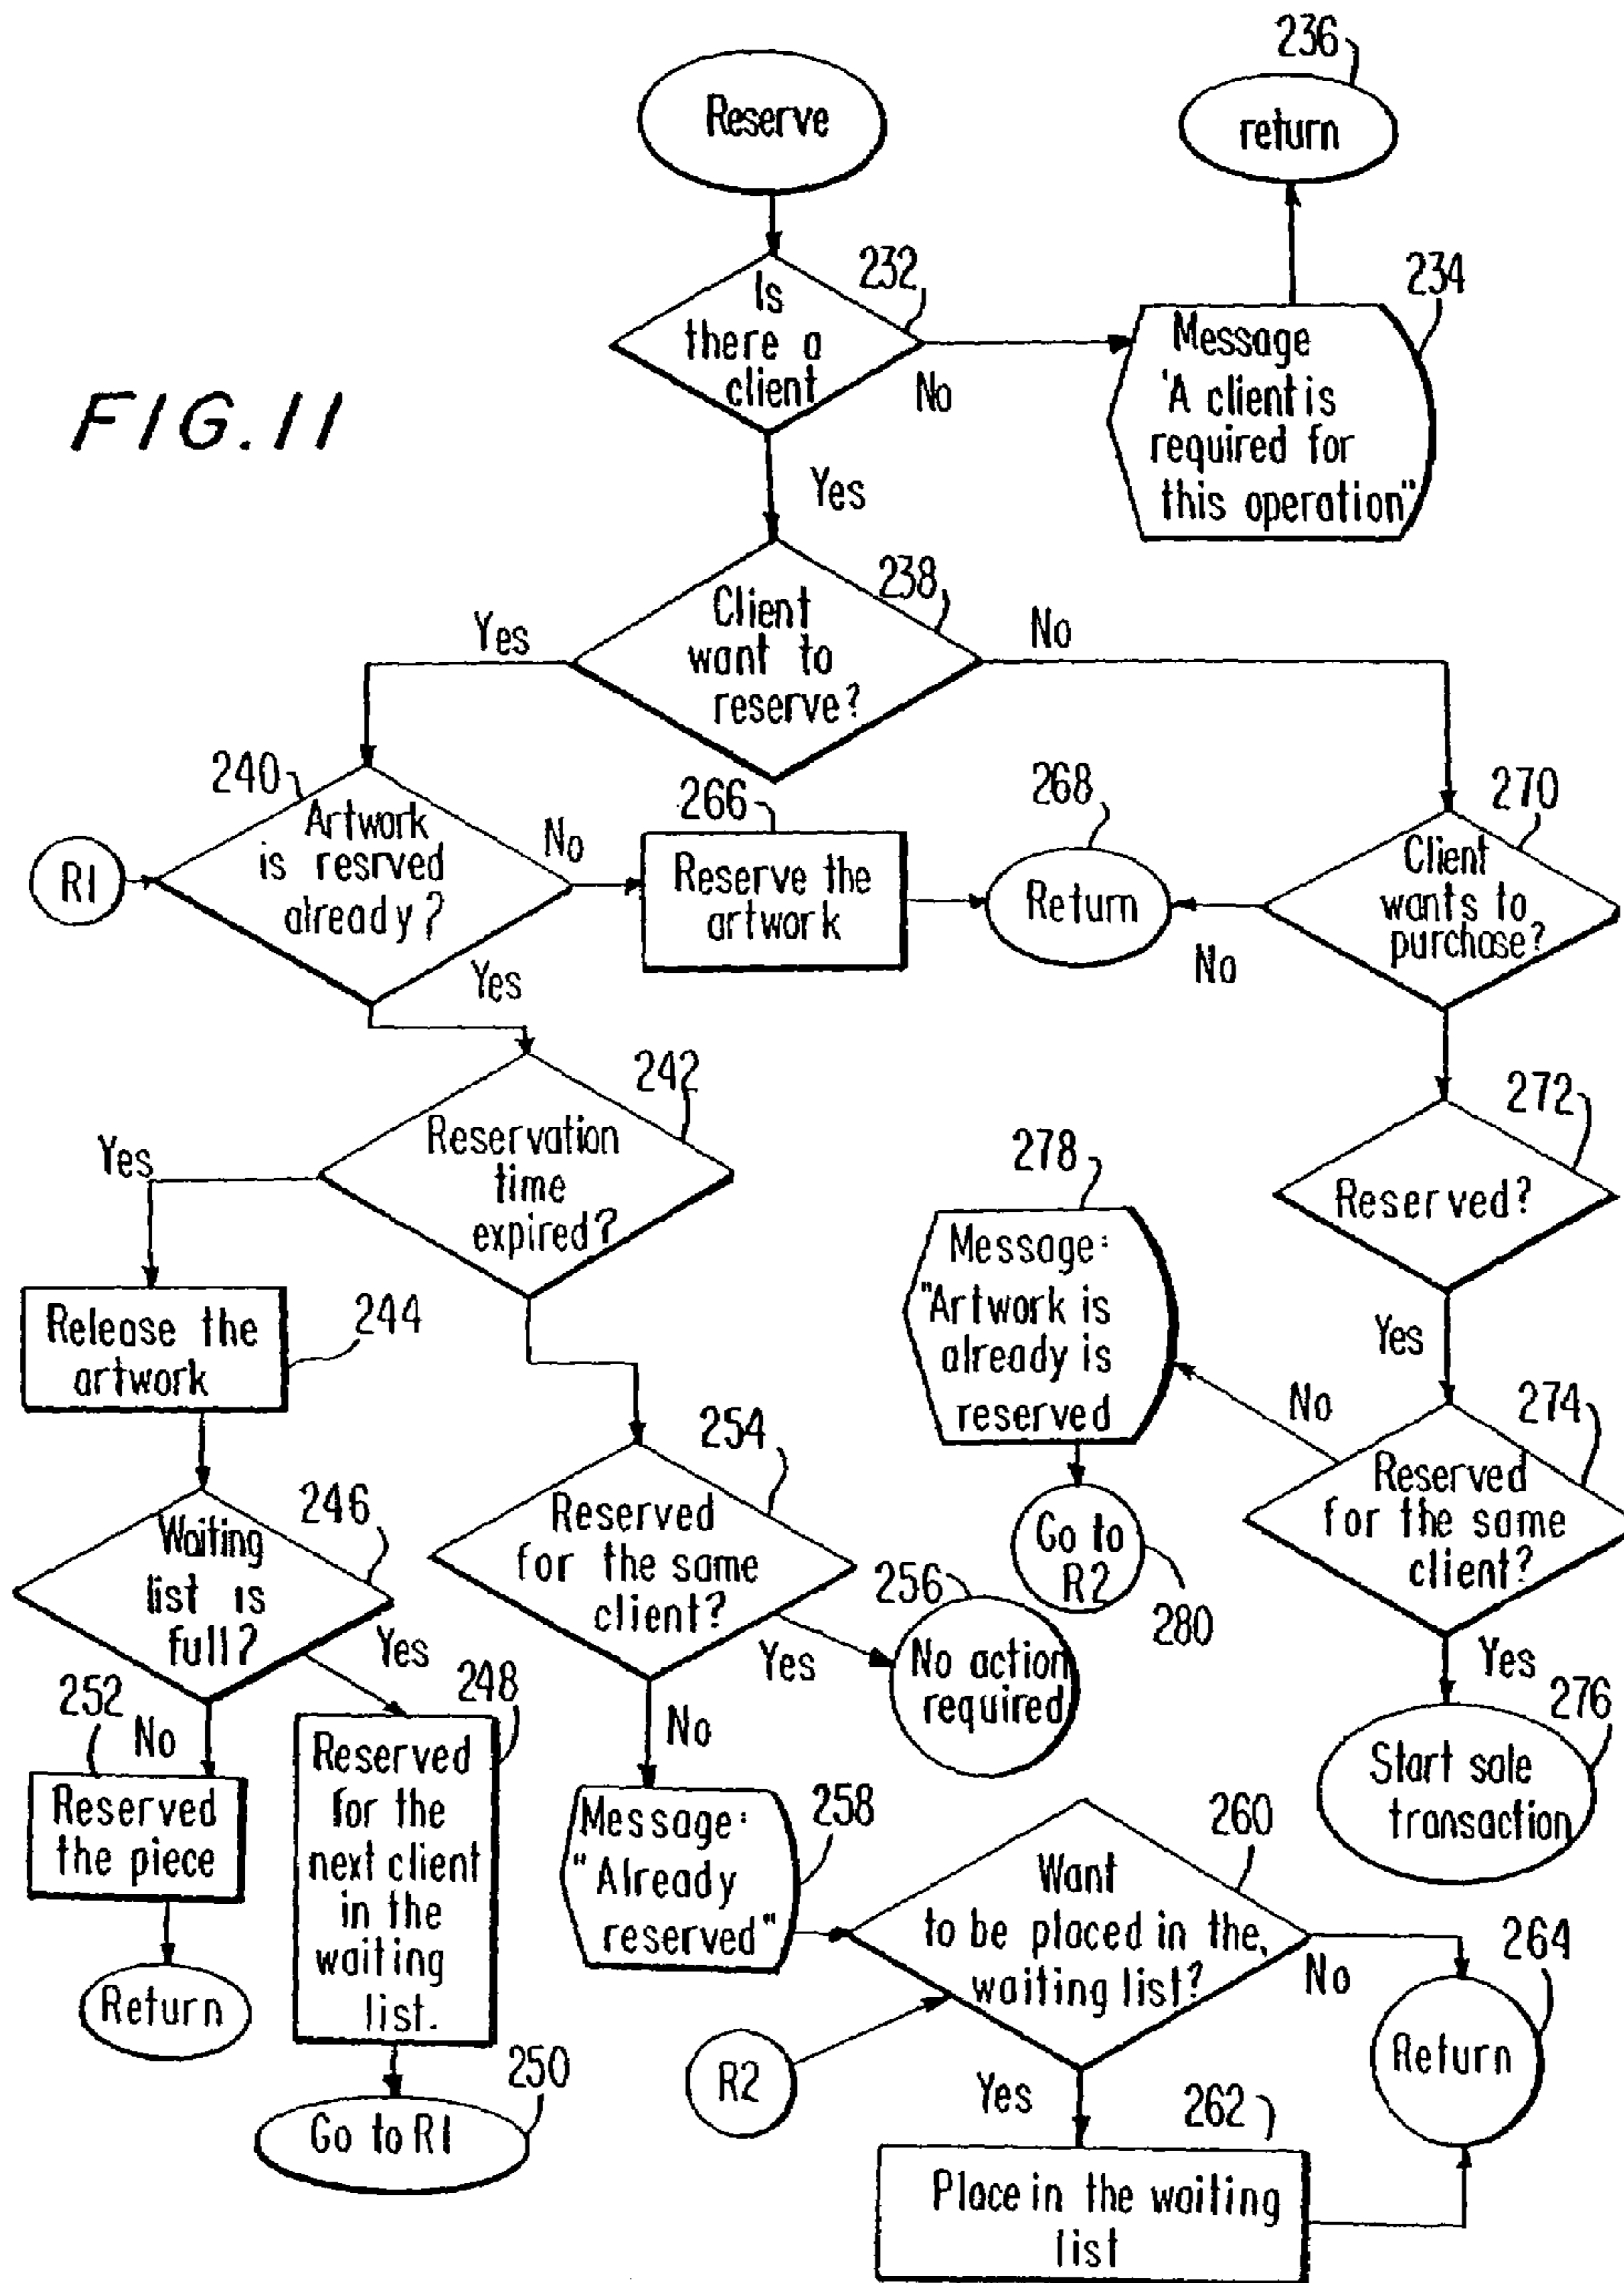 236
Reserve
return
232
234
Is
there a
client
No
Message
'A client is
required for
this operation"
FIG.11
Yes
238
Client
want to
reserve?
Yes
No
240
266
268
270
Artwork
is resrved
already?
No
R1
Reserve the
artwork
Return
Client
wants to
purchase?
No
Yes
242
272
Reservation
time
expired?
Yes
278
Reserved?
Message:
"Artwork is
already is
reserved
Release the
artwork
244
Yes
No
274
254
Reserved
for the same
client?
246
Waiting
list is
full?
Reserved
for the same
client?
Go to
R2
280
256
Yes
Yes
No action
required
Yes
276
252
248
No
No
Reserved
the piece
Reserved
for the
next client
in the
waiting
list.
Start sale
transaction
Message:
"Already
reserved"
258
260
Want
to be placed in the,
waiting list?
No
264
Return
Return
R2
250
Go to R1
Yes
262
Place in the waiting
list